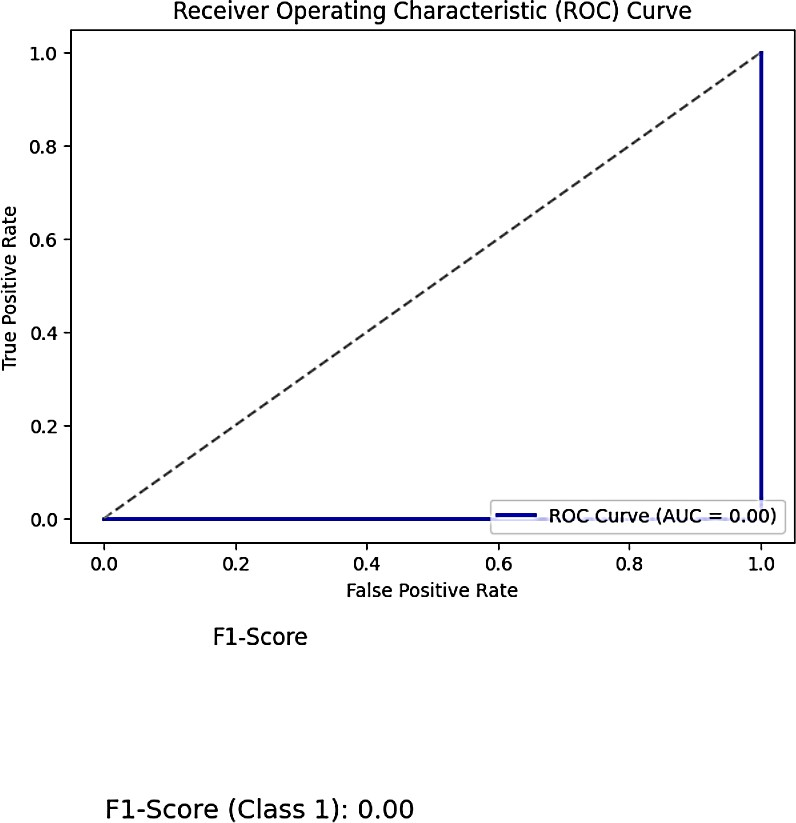 Receiver Operating Characteristic (ROC) Curve
1.0
0.8
0.6
0.4
0.2
0.0
True Positive Rate
ROC Curve (AUC = 0.00)
0.0 0.2 0.4 0.6 0.8 1.0
False Positive Rate
F1-Score
F1-Score (Class 1): 0.00